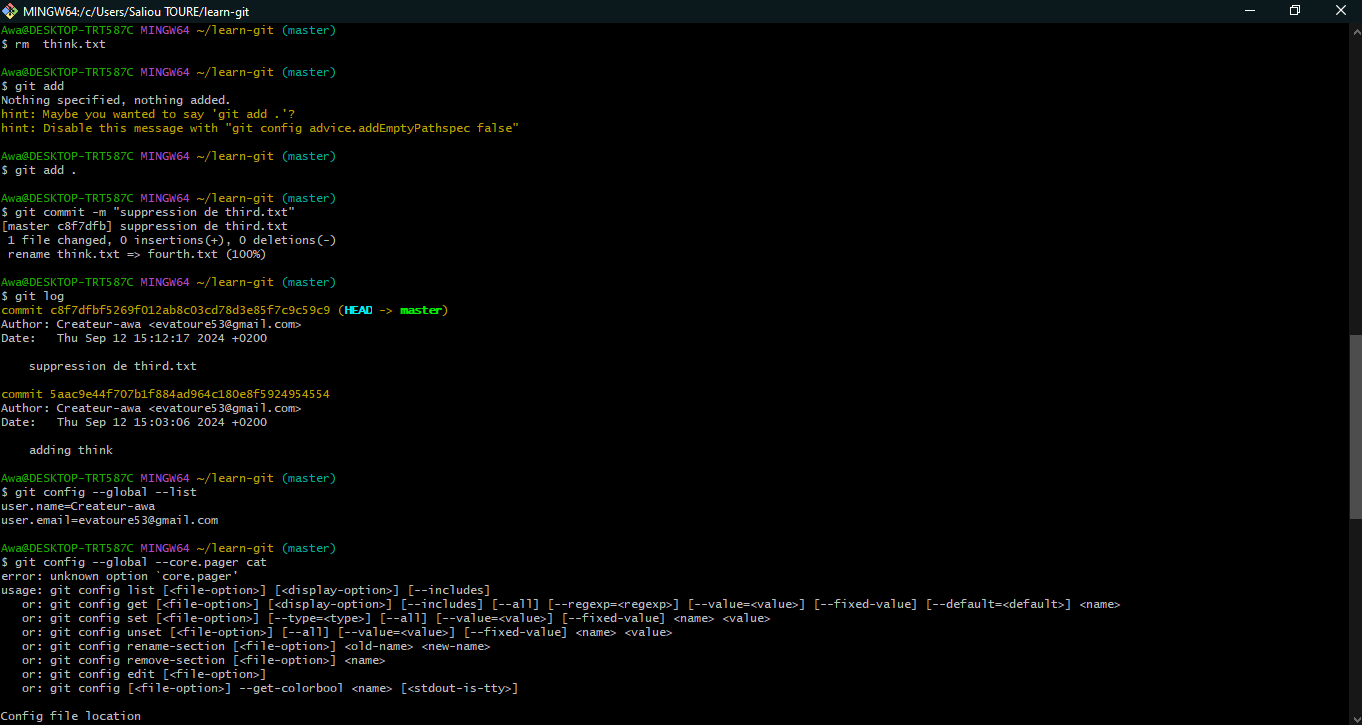 MINGW64:/c/Users/Saliou TOURE/learn-git
Awa@DESKTOP-TRT587C MINGW64 ~/learn-git (master)
$ rm  think.txt
Awa@DESKTOP-TRT587C MINGW64 ~/learn-git (master)
$ git add
Nothing specified, nothing added.
hint: Maybe you wanted to say 'git add .'?
hint: Disable this message with "git config advice.addEmptyPathspec false"
Awa@DESKTOP-TRT587C MINGW64 ~/learn-git (master)
$ git add .
Awa@DESKTOP-TRT587C MINGW64 ~/learn-git (master)
$ git commit -m "suppression de third.txt"
[master c8f7dfb] suppression de third.txt
 1 file changed, 0 insertions(+), 0 deletions(-)
 rename think.txt => fourth.txt (100%)
Awa@DESKTOP-TRT587C MINGW64 ~/learn-git (master)
$ git log
commit c8f7dfbf5269f012ab8c03cd78d3e85f7c9c59c9 (HEAD -> master)
Author: Createur-awa <evatoure53@gmail.com>
Date:   Thu Sep 12 15:12:17 2024 +0200
    suppression de third.txt
commit 5aac9e44f707b1f884ad964c180e8f5924954554
Author: Createur-awa <evatoure53@gmail.com>
Date:   Thu Sep 12 15:03:06 2024 +0200
    adding think
Awa@DESKTOP-TRT587C MINGW64 ~/learn-git (master)
$ git config --global --list
user.name=Createur-awa
user.email=evatoure53@gmail.com
Awa@DESKTOP-TRT587C MINGW64 ~/learn-git (master)
$ git config --global --core.pager cat
error: unknown option `core.pager'
usage: git config list [<file-option>] [<display-option>] [--includes]
   or: git config get [<file-option>] [<display-option>] [--includes] [--all] [--regexp=<regexp>] [--value=<value>] [--fixed-value] [--default=<default>] <name>
   or: git config set [<file-option>] [--type=<type>] [--all] [--value=<value>] [--fixed-value] <name> <value>
   or: git config unset [<file-option>] [--all] [--value=<value>] [--fixed-value] <name> <value>
   or: git config rename-section [<file-option>] <old-name> <new-name>
   or: git config remove-section [<file-option>] <name>
   or: git config edit [<file-option>]
   or: git config [<file-option>] --get-colorbool <name> [<stdout-is-tty>]
Config file location